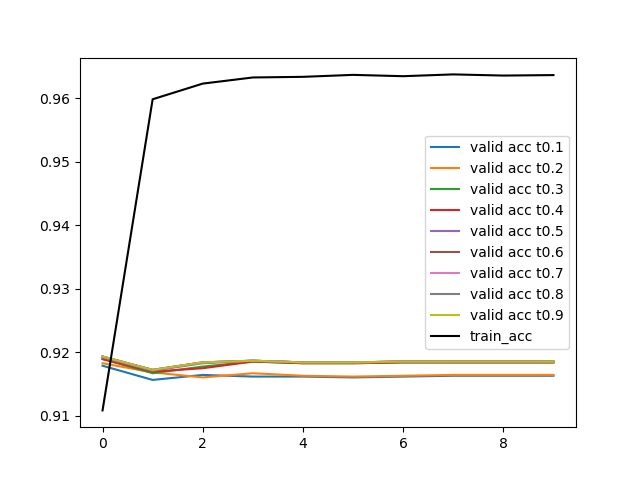 0.96
0.95
0.94
0.93
0.92
0.91
0
2
4
6
8
valid acc t0.1
valid acc t0.2
valid acc t0.3
valid acc t0.4
valid acc t0.5
valid acc t0.6
valid acc t0.7
valid acc t0.8
valid acc t0.9
train_acc